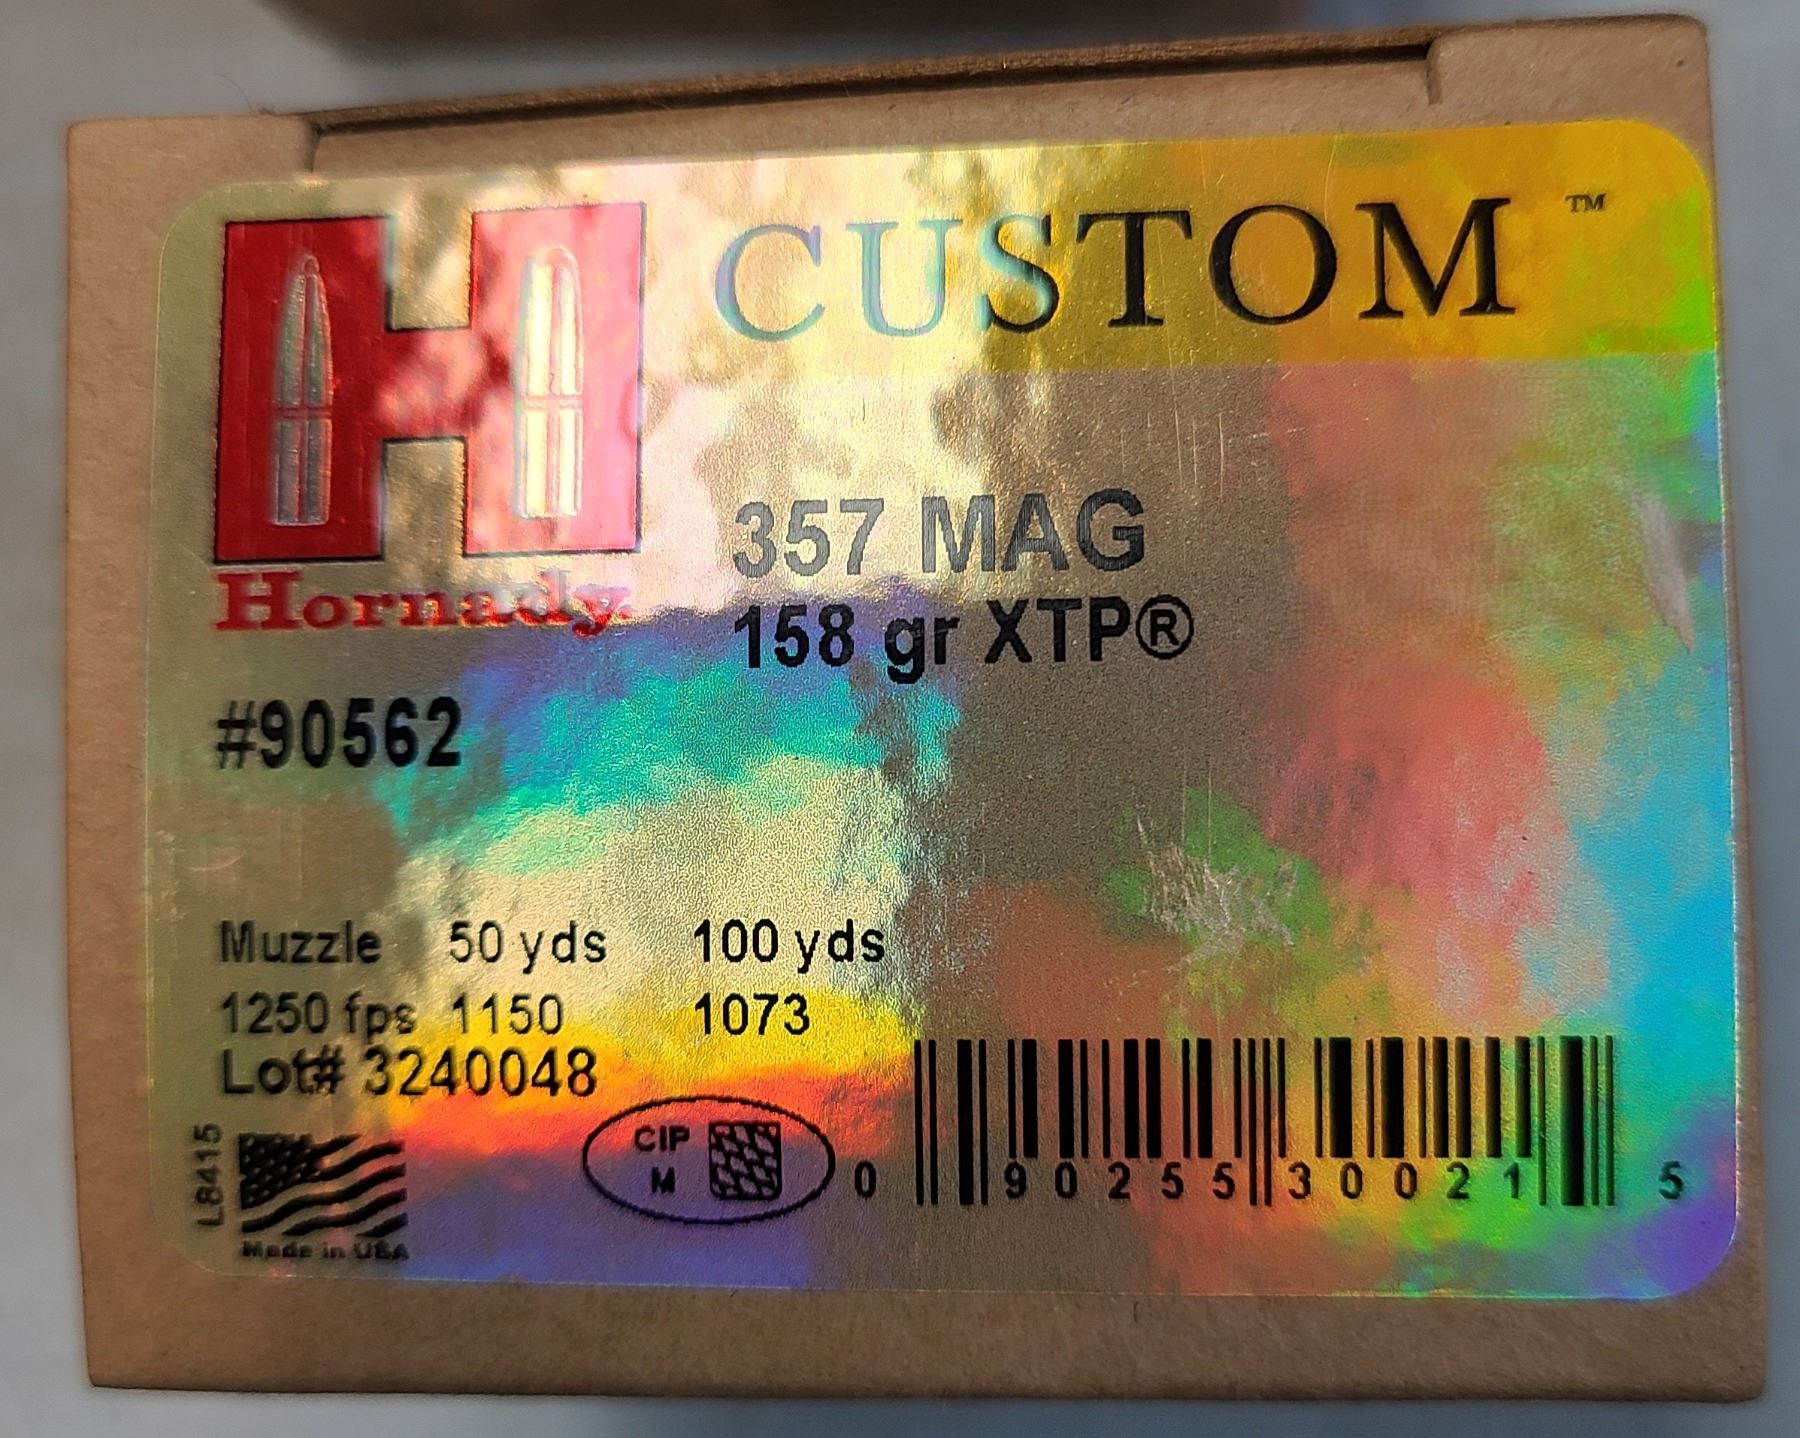 CUSTOM™
Hornady
357 MAG
158 gr XTP®
#90562
Muzzle 50 yds 100 yds
1250 fps 1150 1073
Lot# 3240048
L8415
Made in USA
CIP
M
0 90255 30021 5